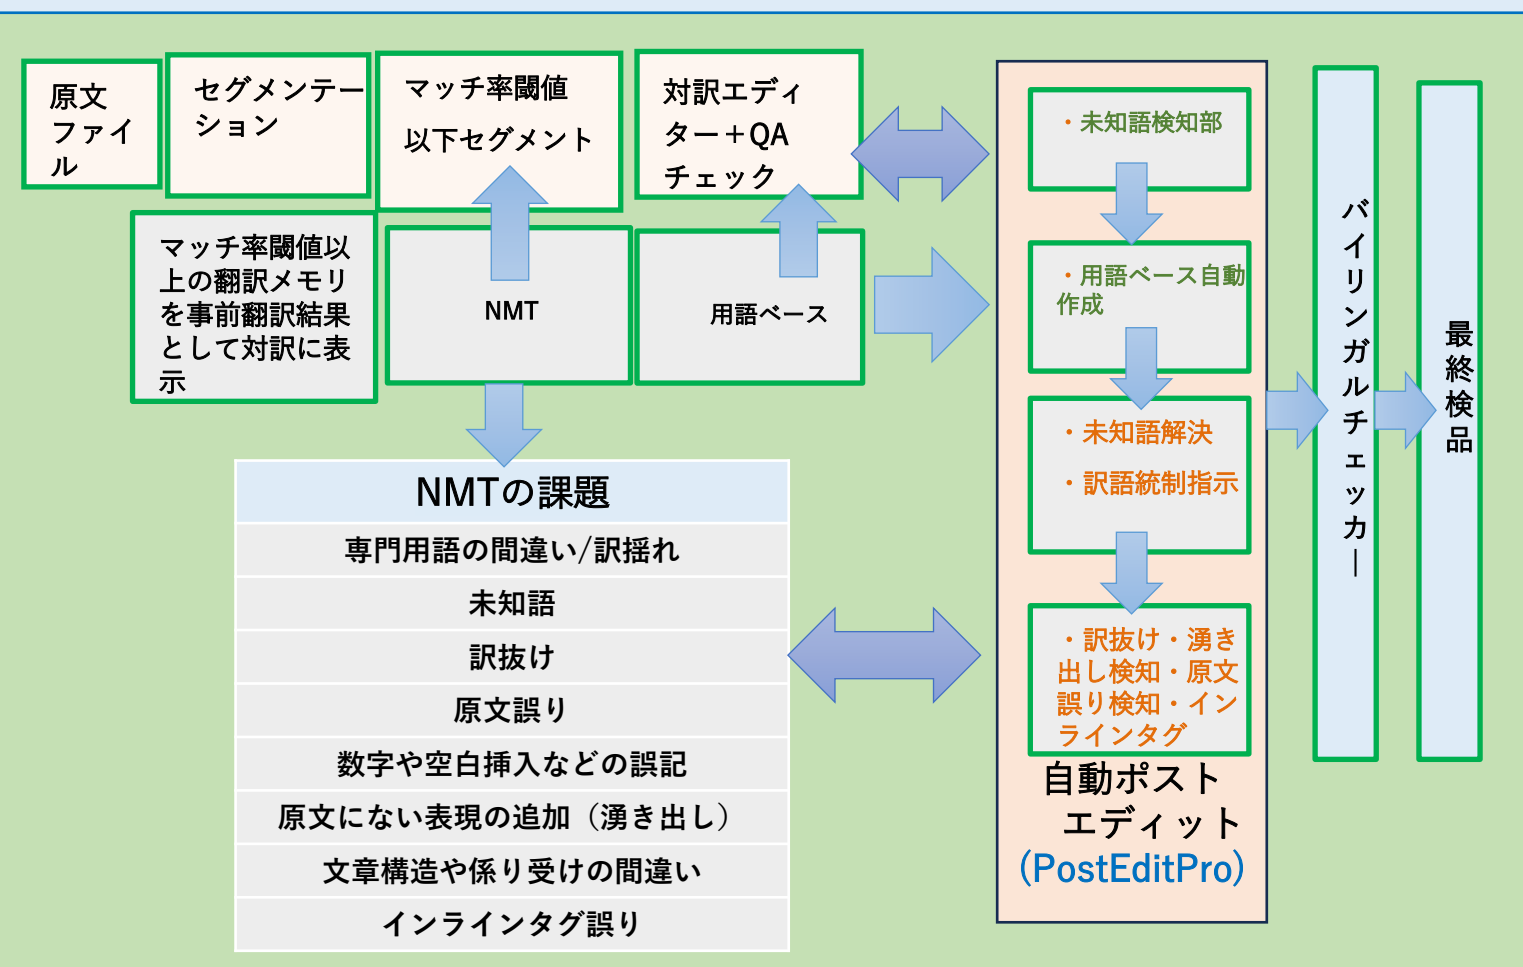 原文
ファイ
ル
セグメンテー
ション
マッチ率閾値
以下セグメント
対訳エディ
ター＋QA
チェック
マッチ率閾値以
上の翻訳メモリ
を事前翻訳結果
として対訳に表
示
NMT
用語ベース
NMTの課題
専門用語の間違い/訳揺れ
未知語
訳抜け
原文誤り
数字や空白挿入などの誤記
原文にない表現の追加（湧き出し）
文章構造や係り受けの間違い
インラインタグ誤り
・未知語検知部
・用語ベース自動
作成
・未知語解決
・訳語統制指示
・訳抜け・湧き
出し検知・原文
誤り検知・イン
ラインタグ
自動ポスト
エディット
(PostEditPro)
バイリンガルチェッカー
最終検品